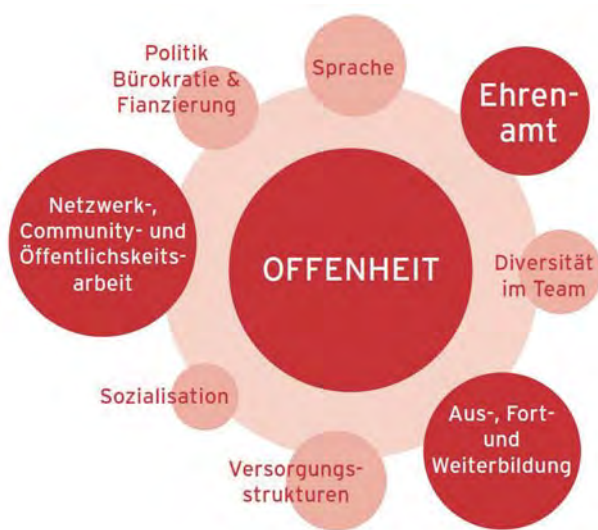 Politik
Bürokratie &
Fianzierung
Sprache
Ehren-
amt
Netzwerk-,
Community- und
Öffentlichskeits-
arbeit
OFFENHEIT
Diversität
im Team
Sozialisation
Aus-, Fort-
und
Weiterbildung
Versorgungs-
strukturen